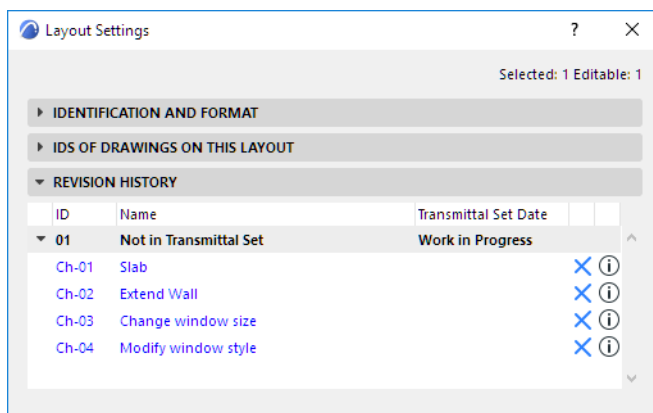 Layout Settings ? ×
Selected: 1 Editable: 1
IDENTIFICATION AND FORMAT
IDS OF DRAWINGS ON THIS LAYOUT
REVISION HISTORY
ID Name Transmittal Set Date
01 Not in Transmittal Set Work in Progress
Ch-01 Slab
Ch-02 Extend Wall
Ch-03 Change window size
Ch-04 Modify window style